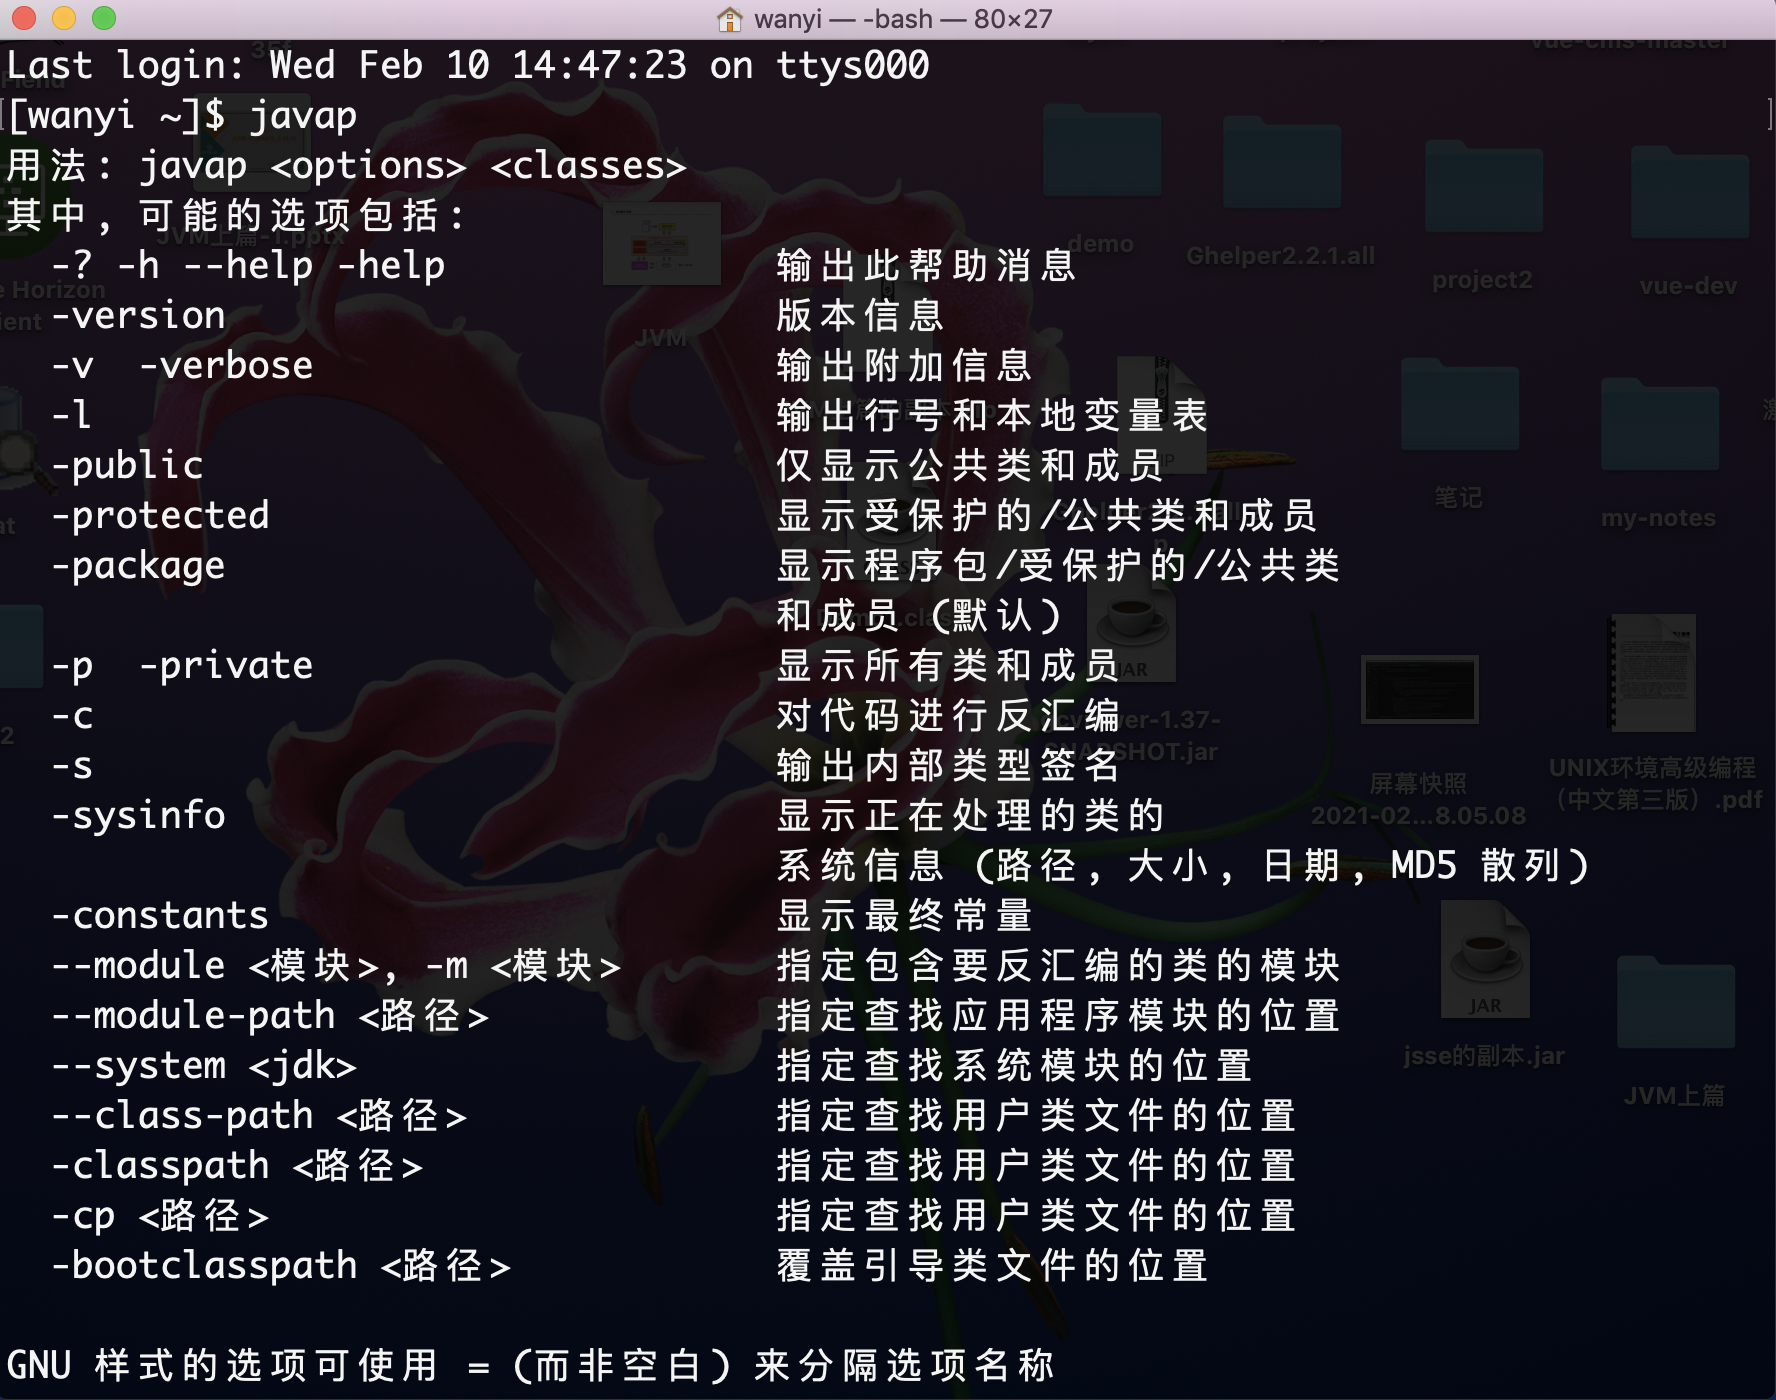 wanyi — -bash — 80×27
Last login: Wed Feb 10 14:47:23 on ttys000
[wanyi ~]$ javap
用法: javap <options> <classes>
其中, 可能的选项包括:
-? -h --help -help 输出此帮助消息
-version 版本信息
-v -verbose 输出附加信息
-l 输出行号和本地变量表
-public 仅显示公共类和成员
-protected 显示受保护的/公共类和成员
-package 显示程序包/受保护的/公共类
和成员 (默认)
-p -private 显示所有类和成员
-c 对代码进行反汇编
-s 输出内部类型签名
-sysinfo 显示正在处理的类的
系统信息 (路径, 大小, 日期, MD5 散列)
-constants 显示最终常量
--module <模块>, -m <模块> 指定包含要反汇编的类的模块
--module-path <路径> 指定查找应用程序模块的位置
--system <jdk> 指定查找系统模块的位置
--class-path <路径> 指定查找用户类文件的位置
-classpath <路径> 指定查找用户类文件的位置
-cp <路径> 指定查找用户类文件的位置
-bootclasspath <路径> 覆盖引导类文件的位置
GNU 样式的选项可使用 = (而非空白) 来分隔选项名称
vue-cms-master
JVM上篇-1.pptx
JVM
demo
Ghelper2.2.1.all
project2
vue-dev
笔记
my-notes
屏幕快照
2021-02...8.05.08
UNIX环境高级编程
(中文第三版) .pdf
JAR
SNAPSHOT.jar
JAR
jsse的副本.jar
JVM上篇